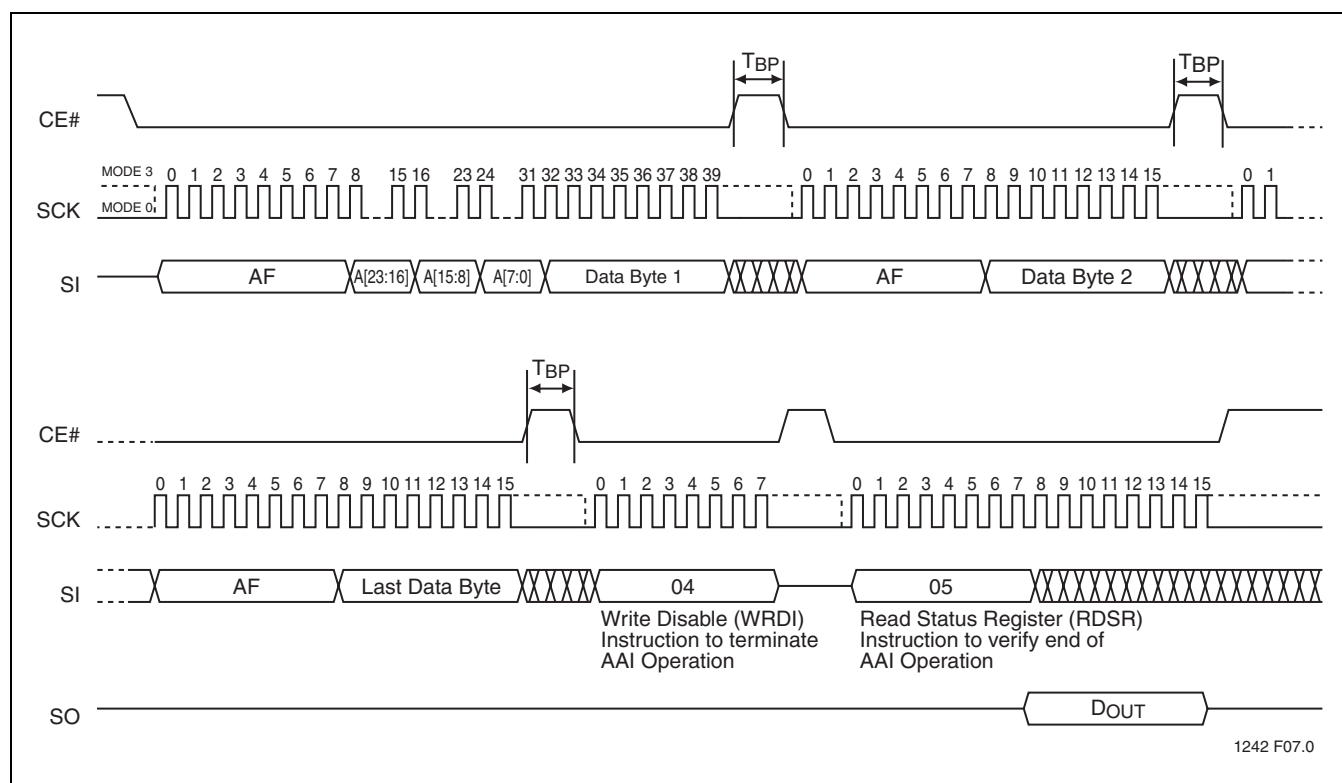 TBP TBP
CE#
MODE 3 0 1 2 3 4 5 6 7 8 15 16 23 24 31 32 33 34 35 36 37 38 39 0 1 2 3 4 5 6 7 8 9 10 11 12 13 14 15 0 1
SCK MODE 0
SI AF A[23:16] A[15:8] A[7:0] Data Byte 1 AF Data Byte 2
TBP
CE#
0 1 2 3 4 5 6 7 8 9 10 11 12 13 14 15 0 1 2 3 4 5 6 7 0 1 2 3 4 5 6 7 8 9 10 11 12 13 14 15
SCK
SI AF Last Data Byte 04 05
Write Disable (WRDI)
Instruction to terminate
AAI Operation
Read Status Register (RDSR)
Instruction to verify end of
AAI Operation
SO DOUT
1242 F07.0